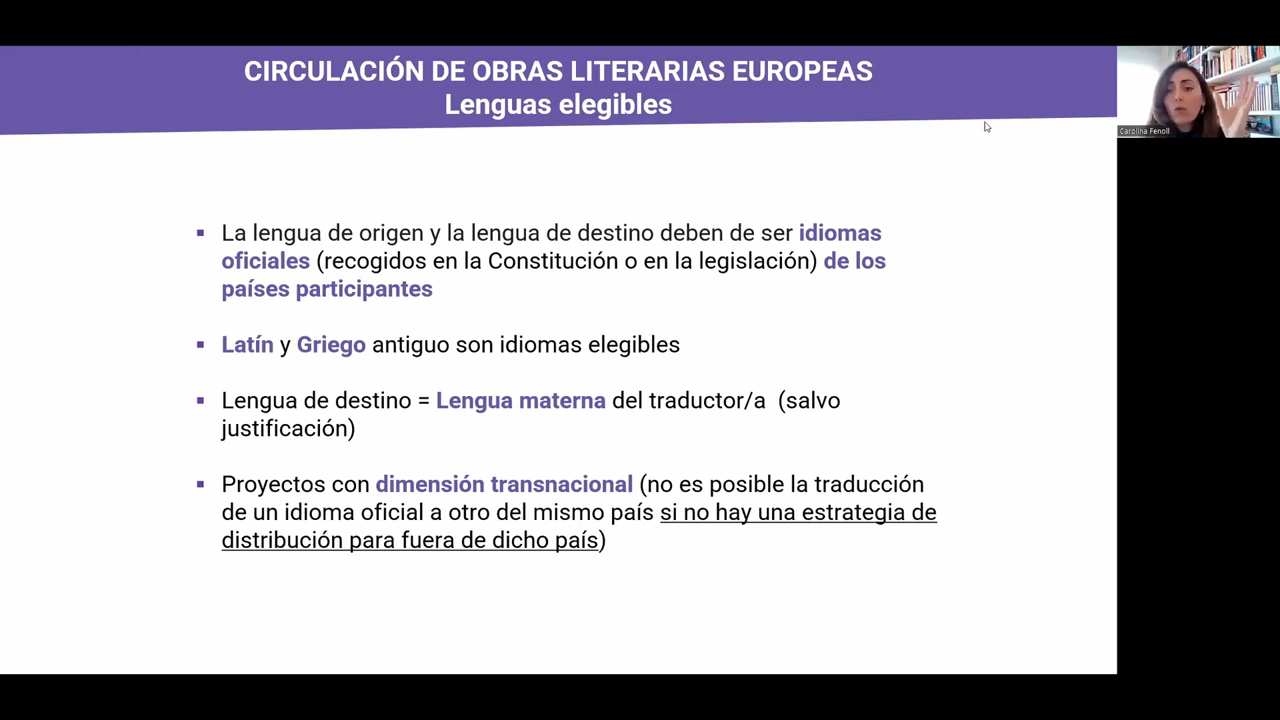 CIRCULACIÓN DE OBRAS LITERARIAS EUROPEAS
Lenguas elegibles
Carolina Fenoll
▪ La lengua de origen y la lengua de destino deben de ser idiomas
oficiales (recogidos en la Constitución o en la legislación) de los
países participantes
▪ Latín y Griego antiguo son idiomas elegibles
▪ Lengua de destino = Lengua materna del traductor/a (salvo
justificación)
▪ Proyectos con dimensión transnacional (no es posible la traducción
de un idioma oficial a otro del mismo país si no hay una estrategia de
distribución para fuera de dicho país)